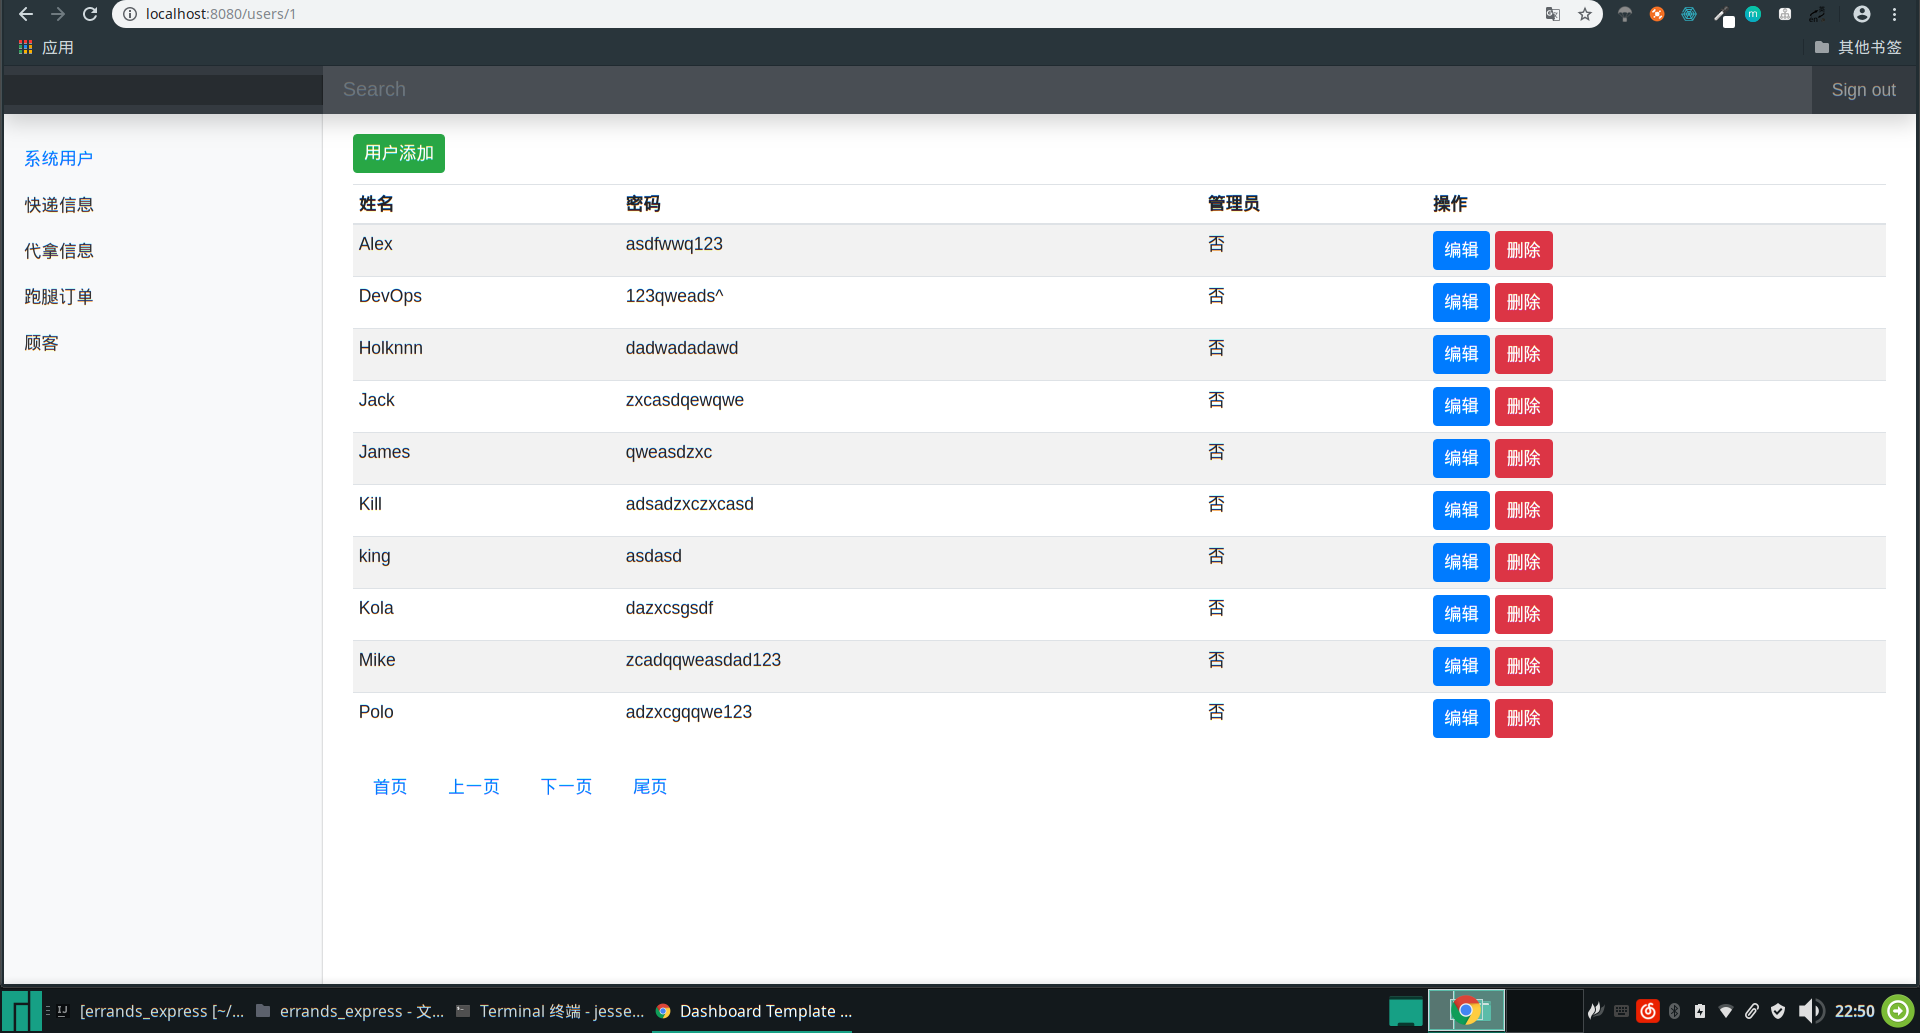 localhost:8080/users/1
应用
其他书签
Search
Sign out
系统用户
快递信息
代拿信息
跑腿订单
顾客
用户添加
姓名 密码 管理员 操作
Alex asdfwwq123 否 编辑 删除
DevOps 123qweads^ 否 编辑 删除
Holknnn dadwadadawd 否 编辑 删除
Jack zxcasdqewqwe 否 编辑 删除
James qweasdzxc 否 编辑 删除
Kill adsadzxczxcasd 否 编辑 删除
king asdasd 否 编辑 删除
Kola dazxcsgsdf 否 编辑 删除
Mike zcadqqweasdad123 否 编辑 删除
Polo adzxcgqqwe123 否 编辑 删除
首页 上一页 下一页 尾页
[errands_express [~/... errands_express - 文... Terminal 终端 - jesse... Dashboard Template ... 22:50